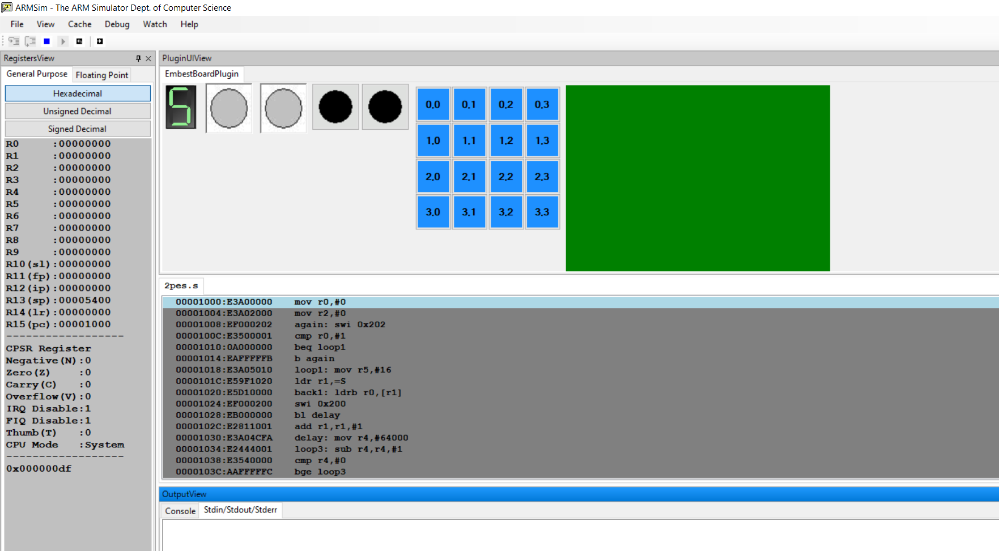 ARMSim - The ARM Simulator Dept. of Computer Science
File View Cache Debug Watch Help
RegistersView
General Purpose Floating Point
Hexadecimal
Unsigned Decimal
Signed Decimal
R0 :00000000
R1 :00000000
R2 :00000000
R3 :00000000
R4 :00000000
R5 :00000000
R6 :00000000
R7 :00000000
R8 :00000000
R9 :00000000
R10(sl):00000000
R11(fp):00000000
R12(ip):00000000
R13(sp):00005400
R14(lr):00000000
R15(pc):00001000
------------------
CPSR Register
Negative(N):0
Zero(Z) :0
Carry(C) :0
Overflow(V):0
IRQ Disable:1
FIQ Disable:1
Thumb(T) :0
CPU Mode :System
------------------
0x000000df
PluginUIView
EmbestBoardPlugin
5
0.0 0.1 0.2 0.3
1.0 1.1 1.2 1.3
2.0 2.1 2.2 2.3
3.0 3.1 3.2 3.3
2pes.s
00001000:E3A00000 mov r0,#0
00001004:E3A02000 mov r2,#0
00001008:EF000202 again: swi 0x202
0000100C:E3500001 cmp r0,#1
00001010:0A000000 beq loop1
00001014:EAFFFFFB b again
00001018:E3A05010 loop1: mov r5,#16
0000101C:E59F1020 ldr r1,=S
00001020:E5D10000 back1: ldrb r0,[r1]
00001024:EF000200 swi 0x200
00001028:EB000000 bl delay
0000102C:E2811001 add r1,r1,#1
00001030:E3A04CFA delay: mov r4,#64000
00001034:E2444001 loop3: sub r4,r4,#1
00001038:E3540000 cmp r4,#0
0000103C:AAFFFFFC bge loop3
OutputView
Console Stdin/Stdout/Stderr